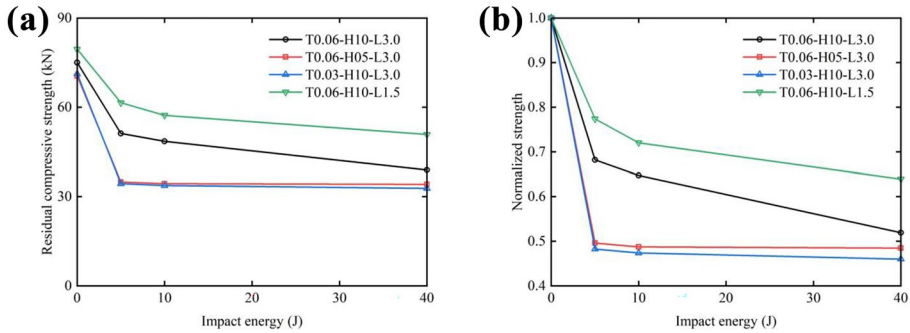 (a)
90
60
30
0
0
10
20
30
40
Residual compressive strength (kN)
Impact energy (J)
T0.06-H10-L3.0
T0.06-H05-L3.0
T0.03-H10-L3.0
T0.06-H10-L1.5
(b)
1.0
0.9
0.8
0.7
0.6
0.5
0.4
0
10
20
30
40
Normalized strength
Impact energy (J)
T0.06-H10-L3.0
T0.06-H05-L3.0
T0.03-H10-L3.0
T0.06-H10-L1.5